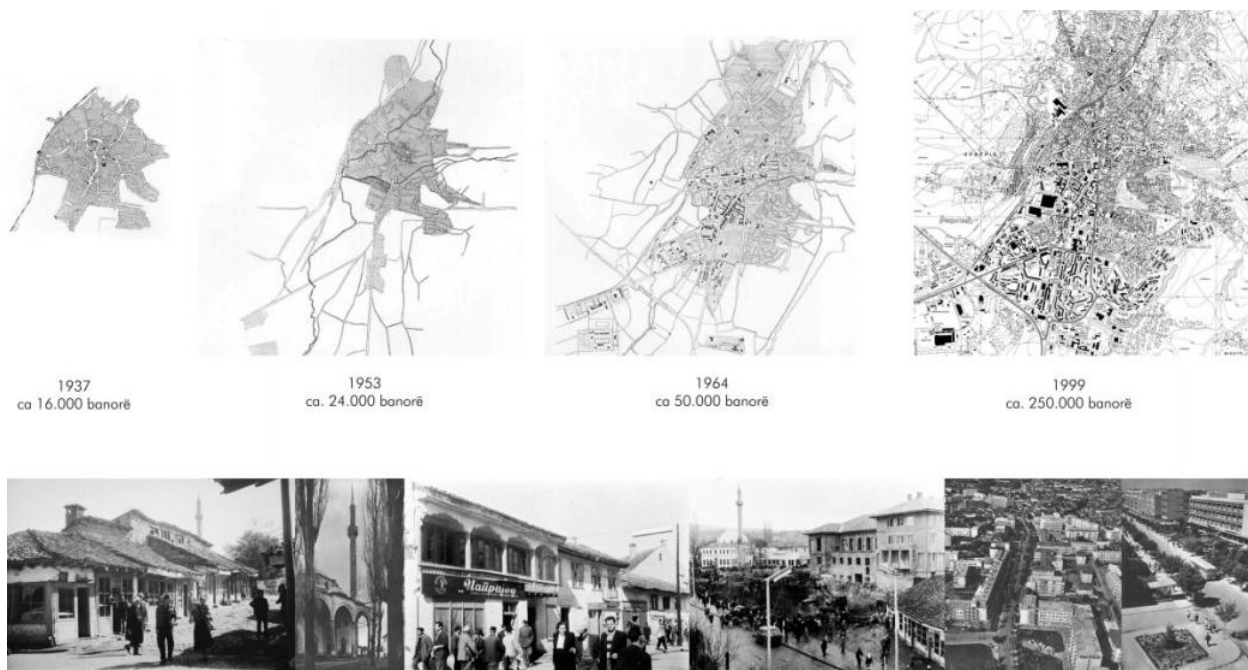 1937
ca 16.000 banorë
1953
ca. 24.000 banorë
1964
ca. 50.000 banorë
1999
ca. 250.000 banorë